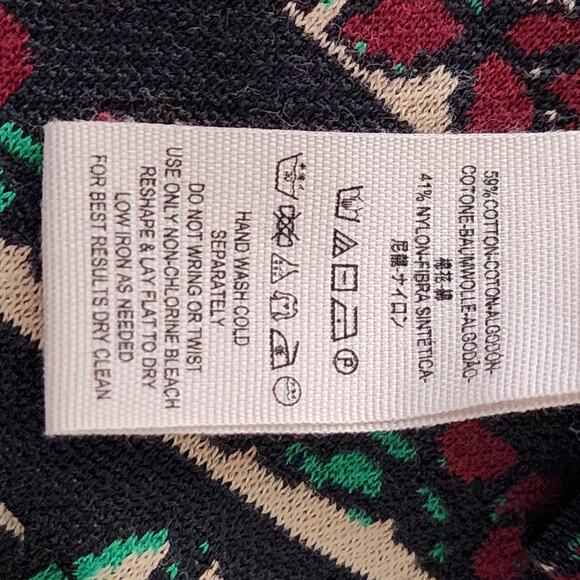 59% COTTON-COTON-ALGODON-
COTONE-BAUMWOLLE-ALGODÃO-
棉花-綿
41% NYLON-FIBRA SINTÉTICA-
尼龍-ナイロン
P
HAND WASH COLD
SEPARATELY
DO NOT WRING OR TWIST
USE ONLY NON-CHLORINE BLEACH
RESHAPE & LAY FLAT TO DRY
LOW IRON AS NEEDED
FOR BEST RESULTS DRY CLEAN